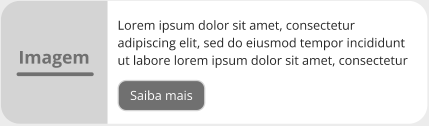 Imagem
Lorem ipsum dolor sit amet, consectetur
adipiscing elit, sed do eiusmod tempor incididunt
ut labore lorem ipsum dolor sit amet, consectetur
Saiba mais